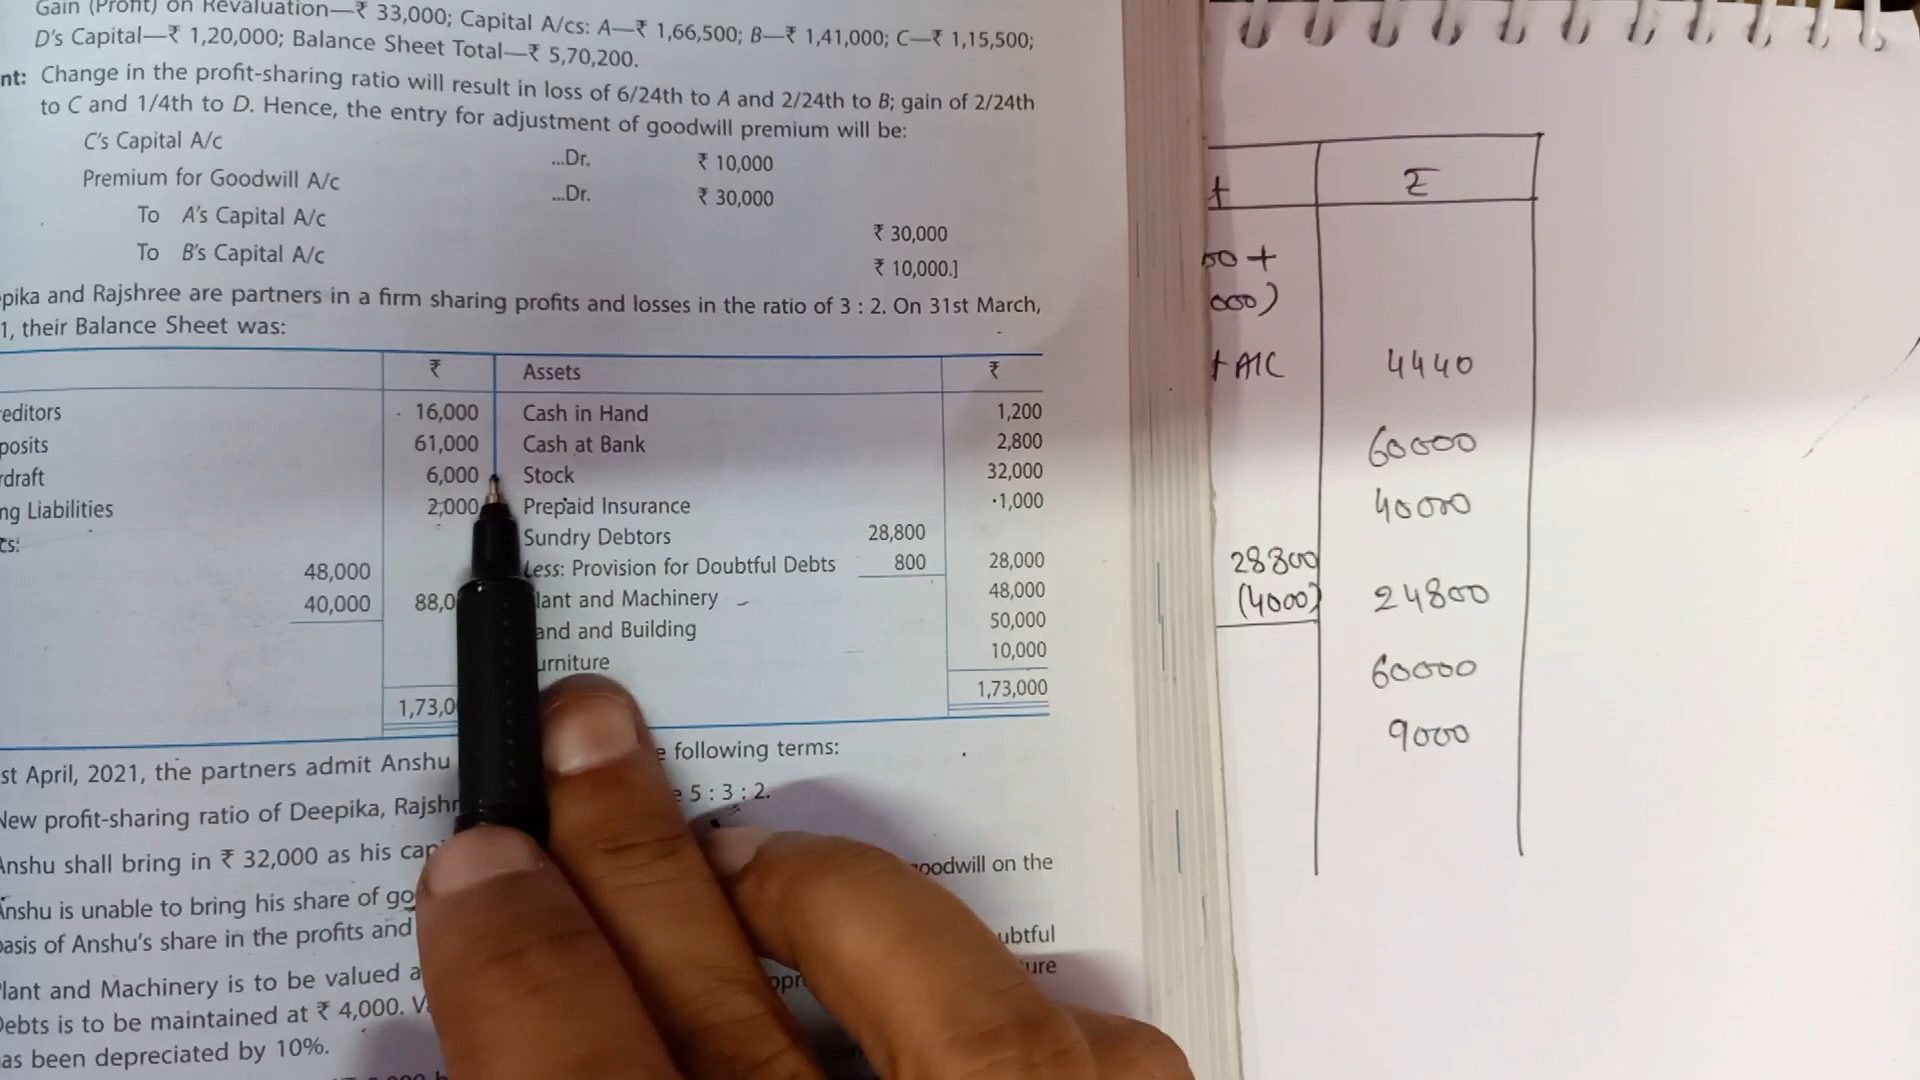 Gain (Profit) on Revaluation—₹ 33,000; Capital A/cs: A—₹ 1,66,500; B—₹ 1,41,000; C—₹ 1,15,500;
D's Capital—₹ 1,20,000; Balance Sheet Total—₹ 5,70,200.
nt: Change in the profit-sharing ratio will result in loss of 6/24th to A and 2/24th to B; gain of 2/24th
to C and 1/4th to D. Hence, the entry for adjustment of goodwill premium will be:
C's Capital A/c ...Dr. ₹ 10,000
Premium for Goodwill A/c ...Dr. ₹ 30,000
To A's Capital A/c ₹ 30,000
To B's Capital A/c ₹ 10,000.]
pika and Rajshree are partners in a firm sharing profits and losses in the ratio of 3 : 2. On 31st March,
1, their Balance Sheet was:
₹ Assets ₹
editors 16,000 Cash in Hand 1,200
posits 61,000 Cash at Bank 2,800
rdraft 6,000 Stock 32,000
ng Liabilities 2,000 Prepaid Insurance 1,000
cs: Sundry Debtors 28,800
48,000 Less: Provision for Doubtful Debts 800 28,000
40,000 88,0 lant and Machinery 48,000
and and Building 50,000
urniture 10,000
1,73,0 1,73,000
st April, 2021, the partners admit Anshu e following terms:
New profit-sharing ratio of Deepika, Rajshr e 5 : 3 : 2.
Anshu shall bring in ₹ 32,000 as his cap
Anshu is unable to bring his share of go goodwill on the
basis of Anshu's share in the profits and
Plant and Machinery is to be valued a ubtful
Debts is to be maintained at ₹ 4,000. V appr ure
as been depreciated by 10%.
t ₹
00 +
000)
t A/C 4440
60000
40000
28800
(4000) 24800
60000
9000